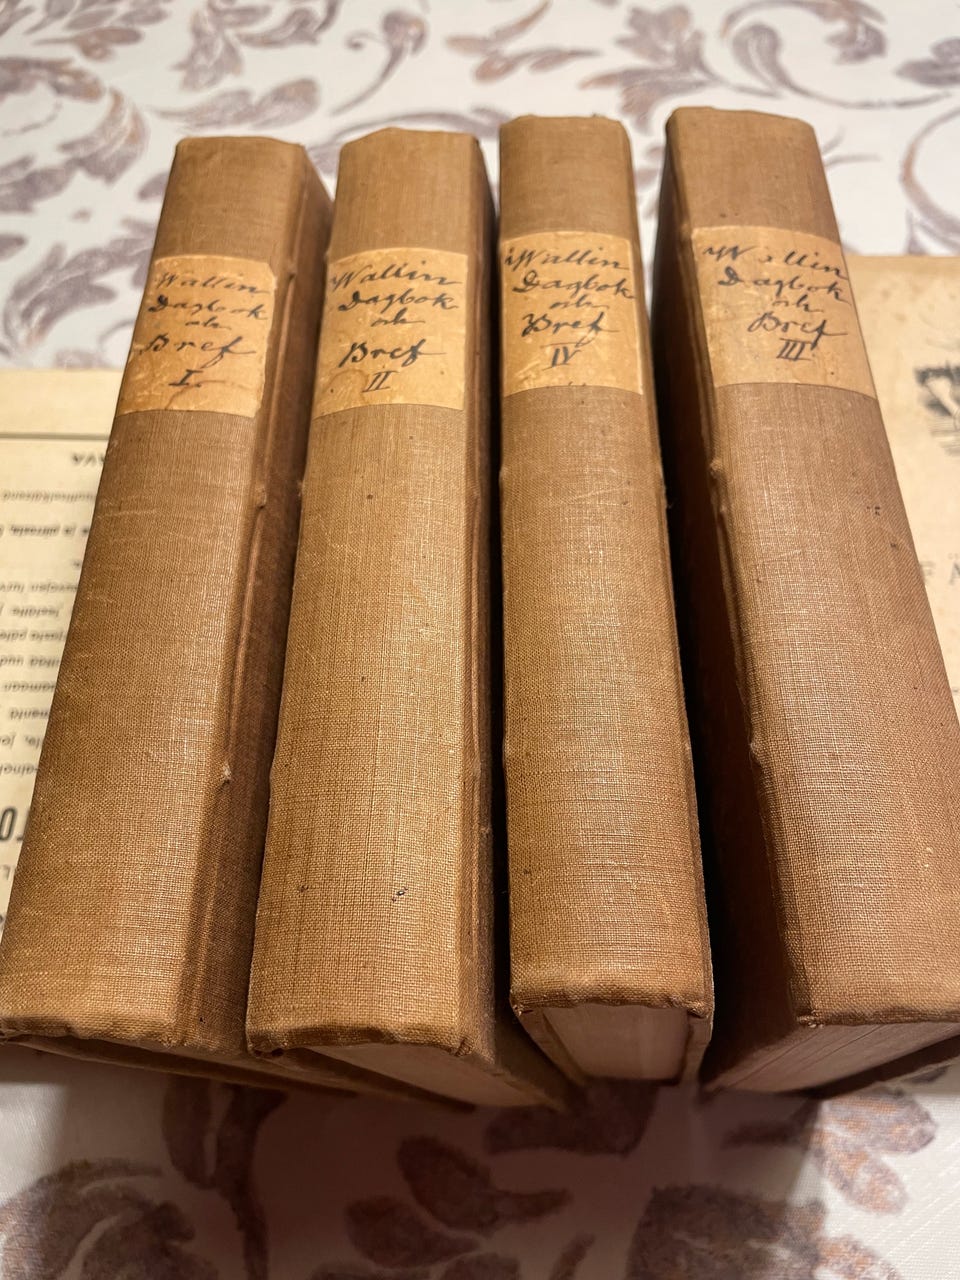 Wallin
Dagbok
och
Bref
I.
Wallin
Dagbok
och
Bref
II
Wallin
Dagbok
och
Bref
IV
Wallin
Dagbok
och
Bref
III